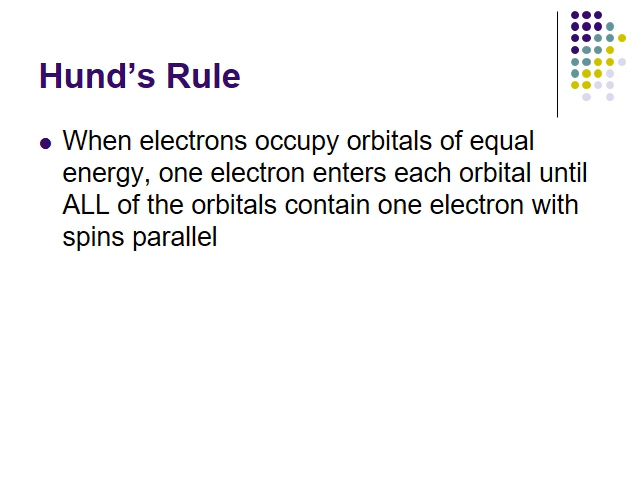 Hund’s Rule
When electrons occupy orbitals of equal
energy, one electron enters each orbital until
ALL of the orbitals contain one electron with
spins parallel